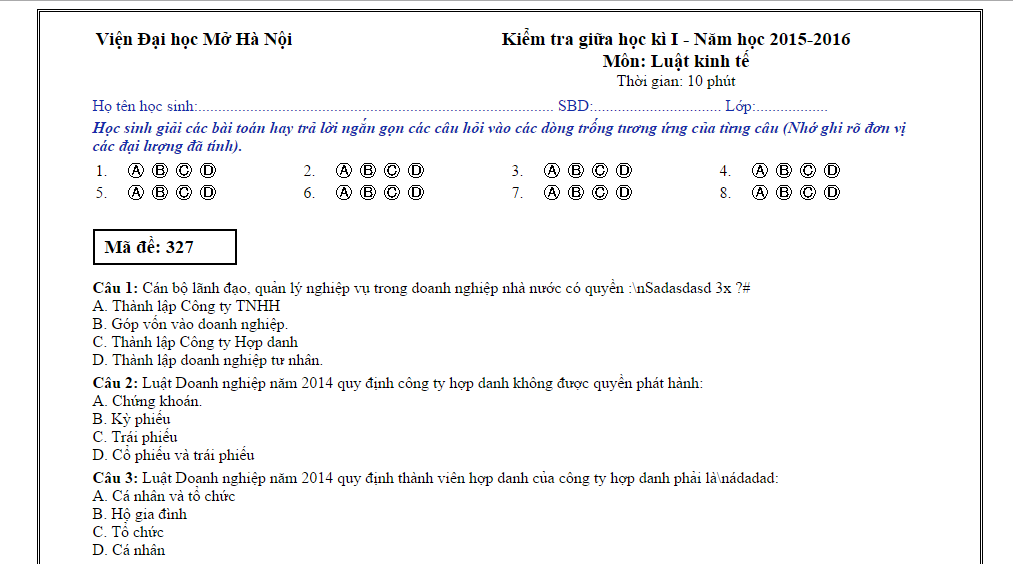 Viện Đại học Mở Hà Nội
Kiểm tra giữa học kì I - Năm học 2015-2016
Môn: Luật kinh tế
Thời gian: 10 phút
Họ tên học sinh:......................................................................................... SBD:................................ Lớp:..................
Học sinh giải các bài toán hay trả lời ngắn gọn các câu hỏi vào các dòng trống tương ứng của từng câu (Nhớ ghi rõ đơn vị
các đại lượng đã tính).
1. Ⓐ Ⓑ Ⓒ Ⓓ 2. Ⓐ Ⓑ Ⓒ Ⓓ 3. Ⓐ Ⓑ Ⓒ Ⓓ 4. Ⓐ Ⓑ Ⓒ Ⓓ
5. Ⓐ Ⓑ Ⓒ Ⓓ 6. Ⓐ Ⓑ Ⓒ Ⓓ 7. Ⓐ Ⓑ Ⓒ Ⓓ 8. Ⓐ Ⓑ Ⓒ Ⓓ
Mã đề: 327
Câu 1: Cán bộ lãnh đạo, quản lý nghiệp vụ trong doanh nghiệp nhà nước có quyền :\nSadasdasd 3x ?#
A. Thành lập Công ty TNHH
B. Góp vốn vào doanh nghiệp.
C. Thành lập Công ty Hợp danh
D. Thành lập doanh nghiệp tư nhân.
Câu 2: Luật Doanh nghiệp năm 2014 quy định công ty hợp danh không được quyền phát hành:
A. Chứng khoán.
B. Kỳ phiếu
C. Trái phiếu
D. Cổ phiếu và trái phiếu
Câu 3: Luật Doanh nghiệp năm 2014 quy định thành viên hợp danh của công ty hợp danh phải là\nádadad:
A. Cá nhân và tổ chức
B. Hộ gia đình
C. Tổ chức
D. Cá nhân